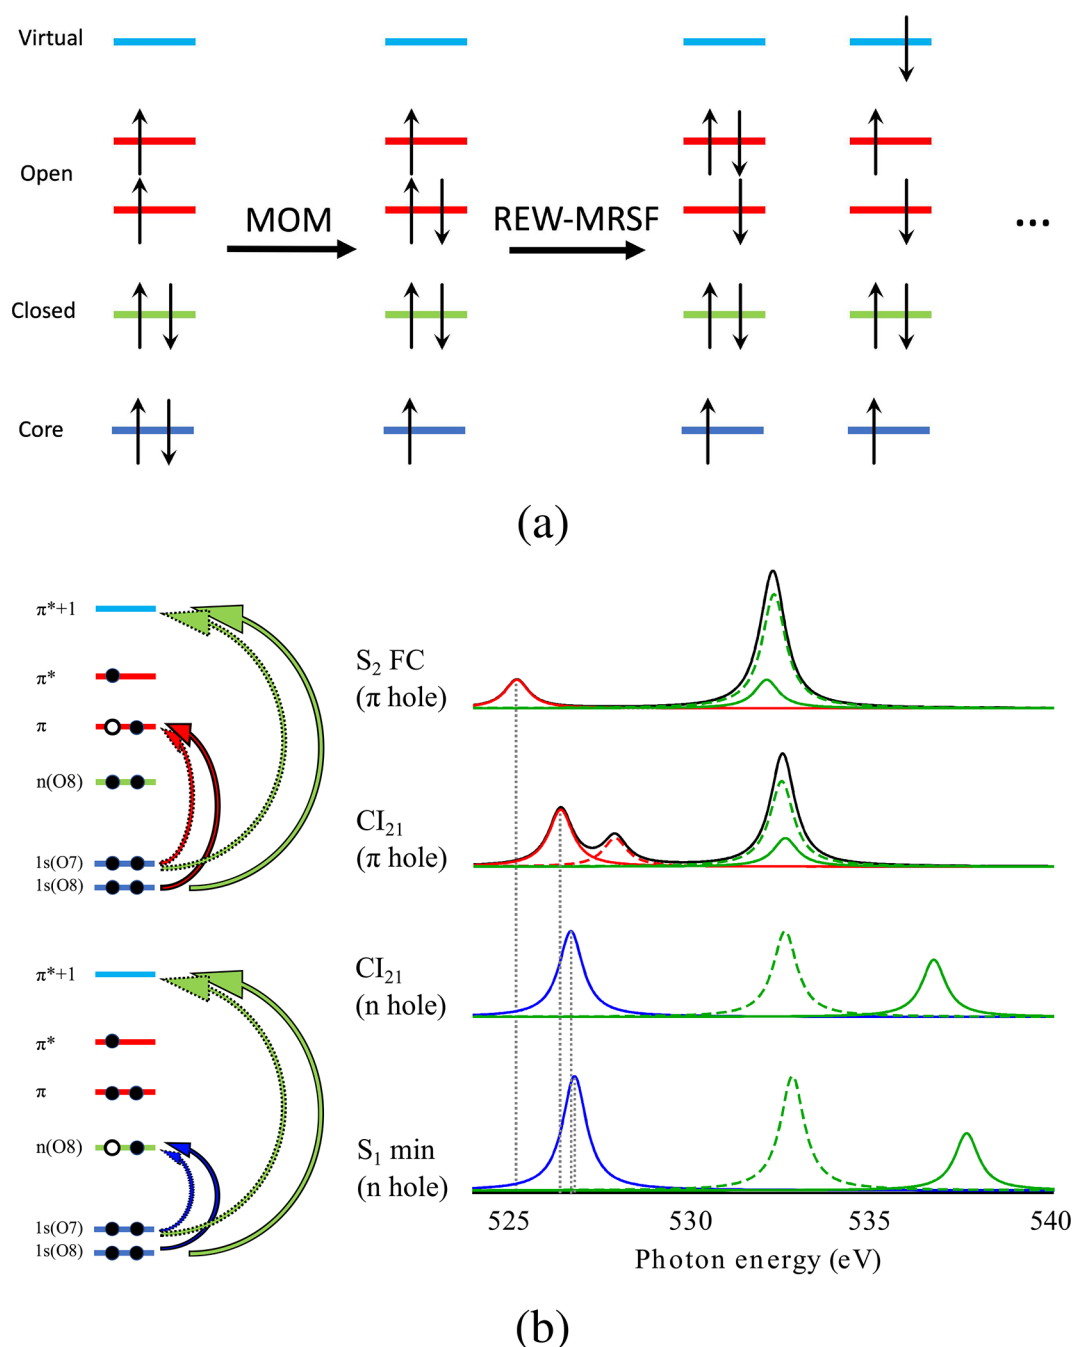 Virtual
Open
MOM
REW-MRSF
...
Closed
Core
(a)
π*+1
π*
π
n(O8)
1s(O7)
1s(O8)
S₂ FC
(π hole)
CI₂₁
(π hole)
π*+1
π*
π
n(O8)
1s(O7)
1s(O8)
CI₂₁
(n hole)
S₁ min
(n hole)
525 530 535 540
Photon energy (eV)
(b)